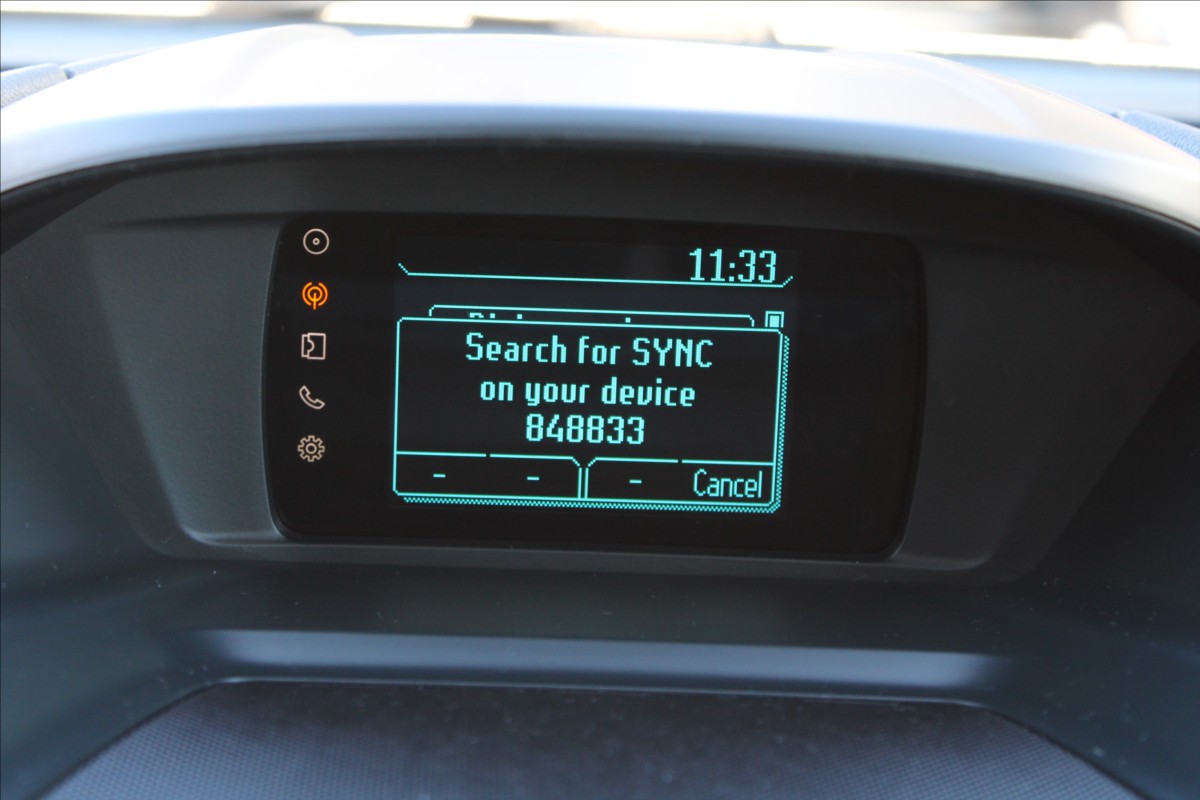 11:33
Search for SYNC
on your device
848833
- - - Cancel